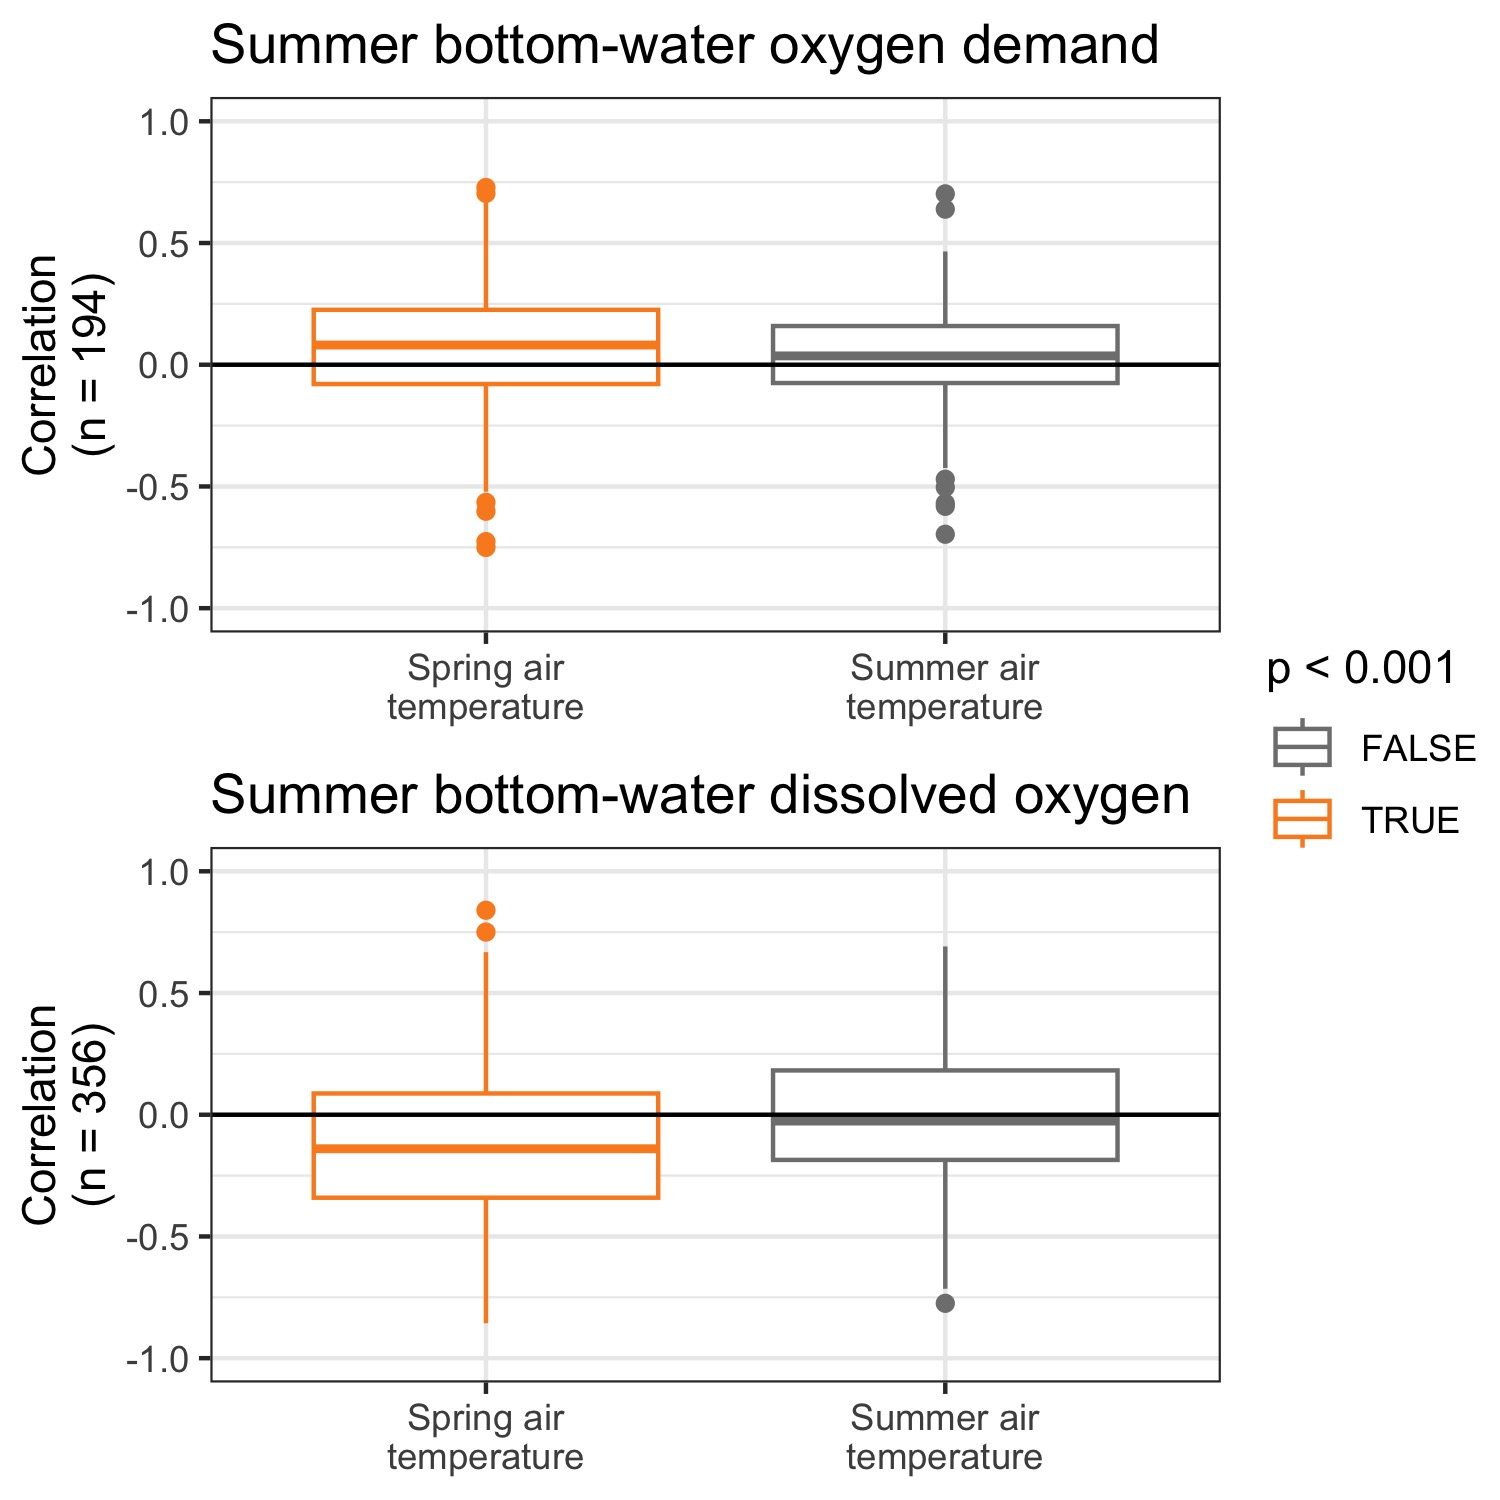 Summer bottom-water oxygen demand
Correlation
(n = 194)
1.0
0.5
0.0
-0.5
-1.0
Spring air
temperature
Summer air
temperature
p < 0.001
FALSE
TRUE
Summer bottom-water dissolved oxygen
Correlation
(n = 356)
1.0
0.5
0.0
-0.5
-1.0
Spring air
temperature
Summer air
temperature